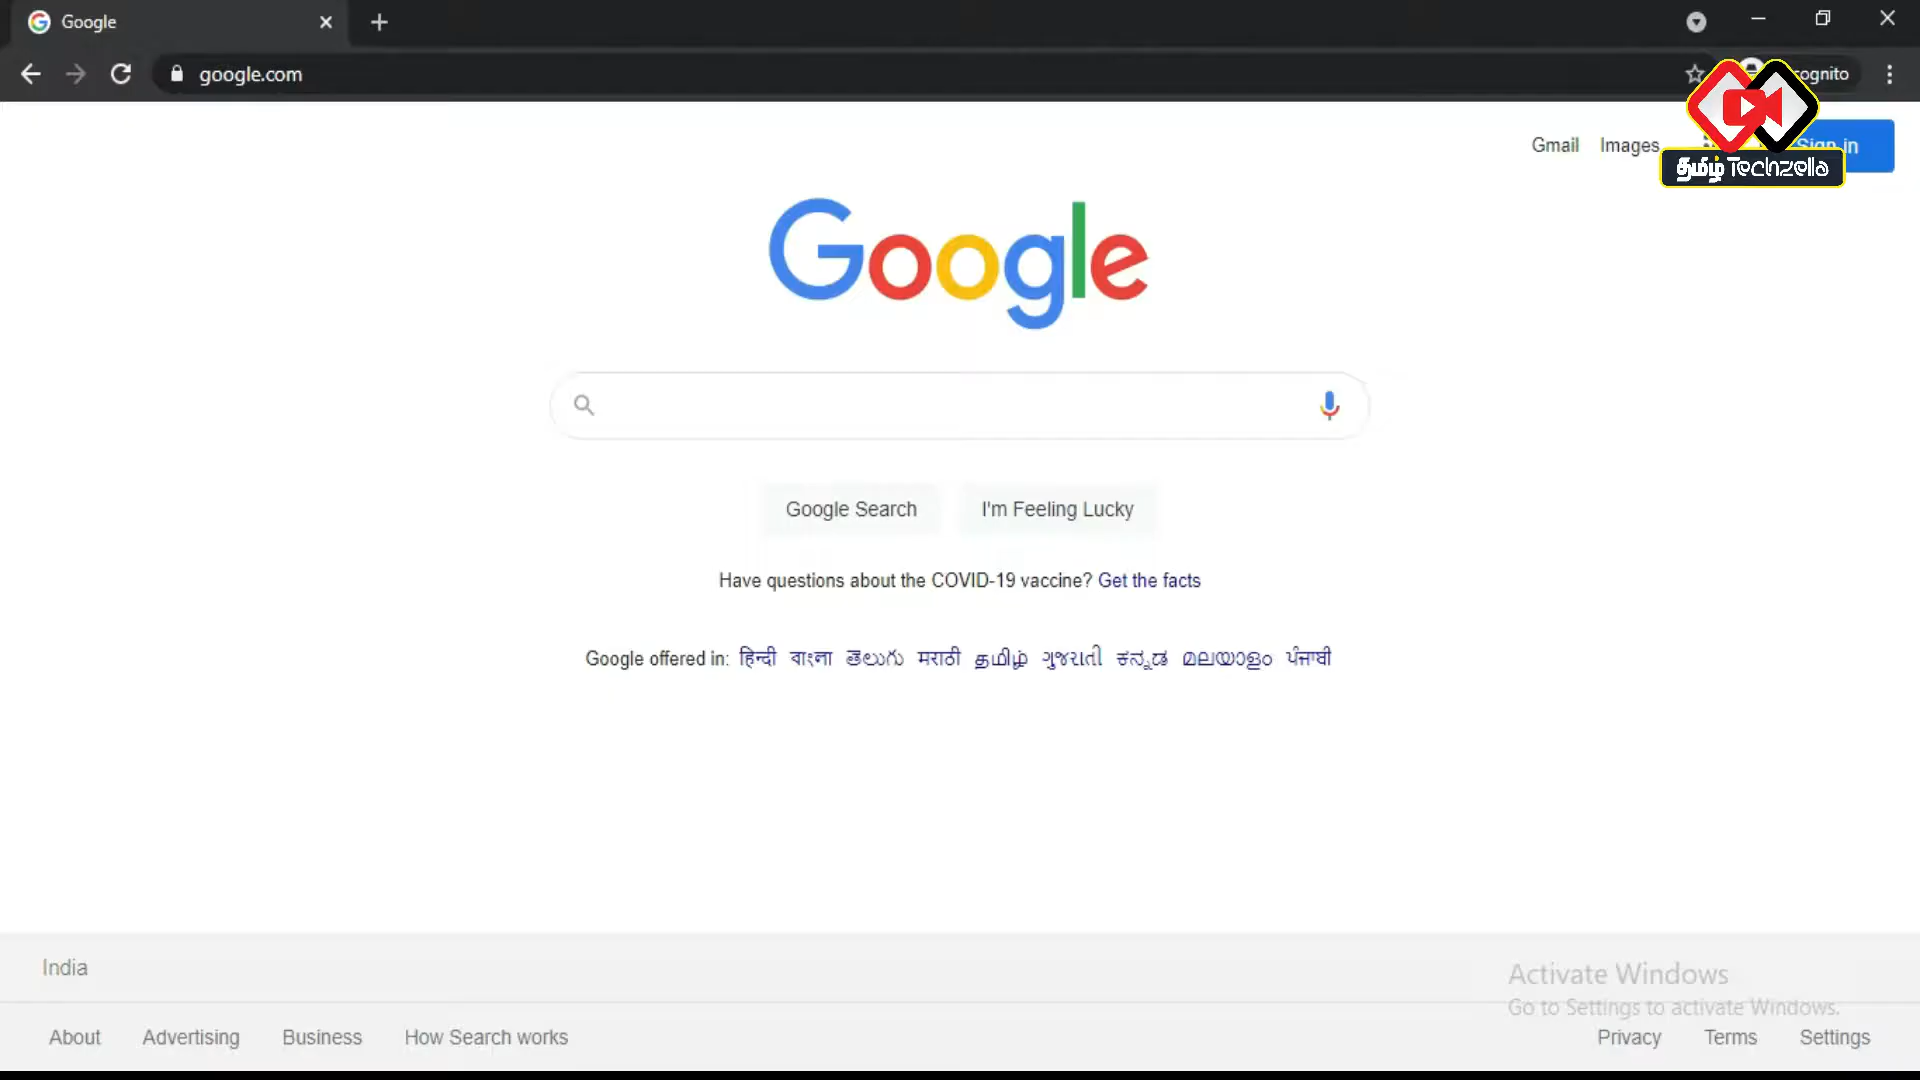 Google
google.com
ognito
Gmail Images
Sign in
தமிழ் Techzella
Google
Google Search I'm Feeling Lucky
Have questions about the COVID-19 vaccine? Get the facts
Google offered in: हिन्दी বাংলা తెలుగు मराठी தமிழ் ગુજરાતી ಕನ್ನಡ മലയാളം ਪੰਜਾਬੀ
India
Activate Windows
Go to Settings to activate Windows.
About Advertising Business How Search works Privacy Terms Settings